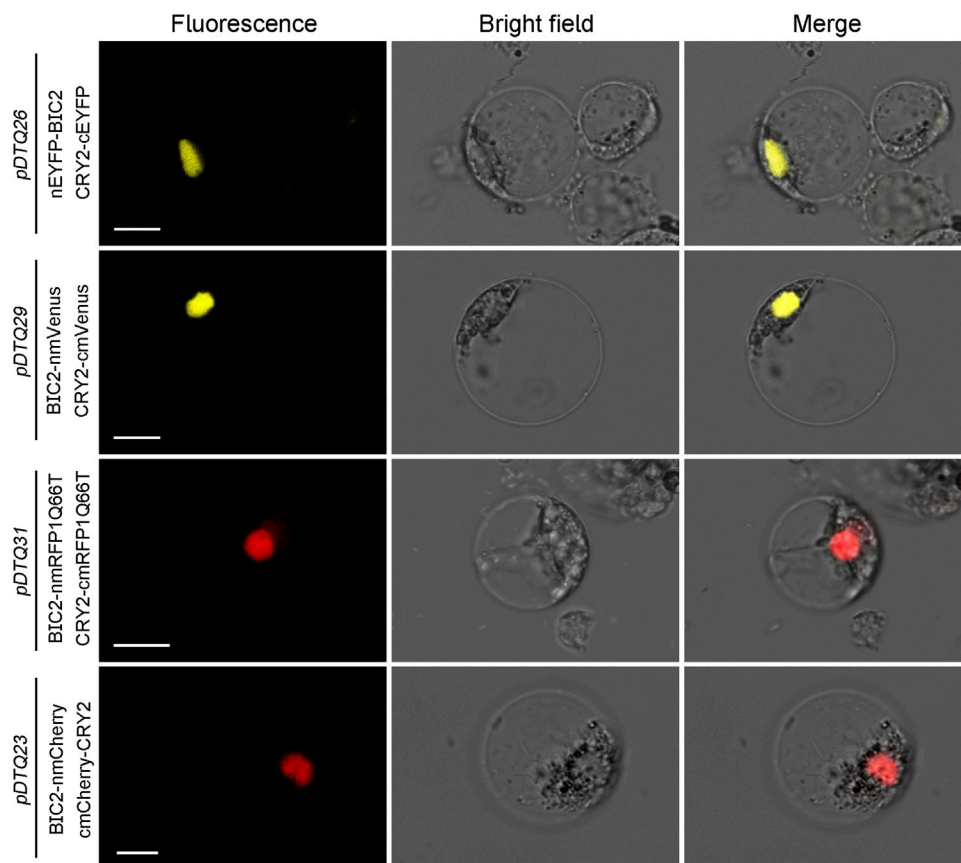 Fluorescence
Bright field
Merge
pDTQ26
nEYFP-BIC2
CRY2-cEYFP
pDTQ29
BIC2-nmVenus
CRY2-cmVenus
pDTQ31
BIC2-nmRFP1Q66T
CRY2-cmRFP1Q66T
pDTQ23
BIC2-nmCherry
cmCherry-CRY2